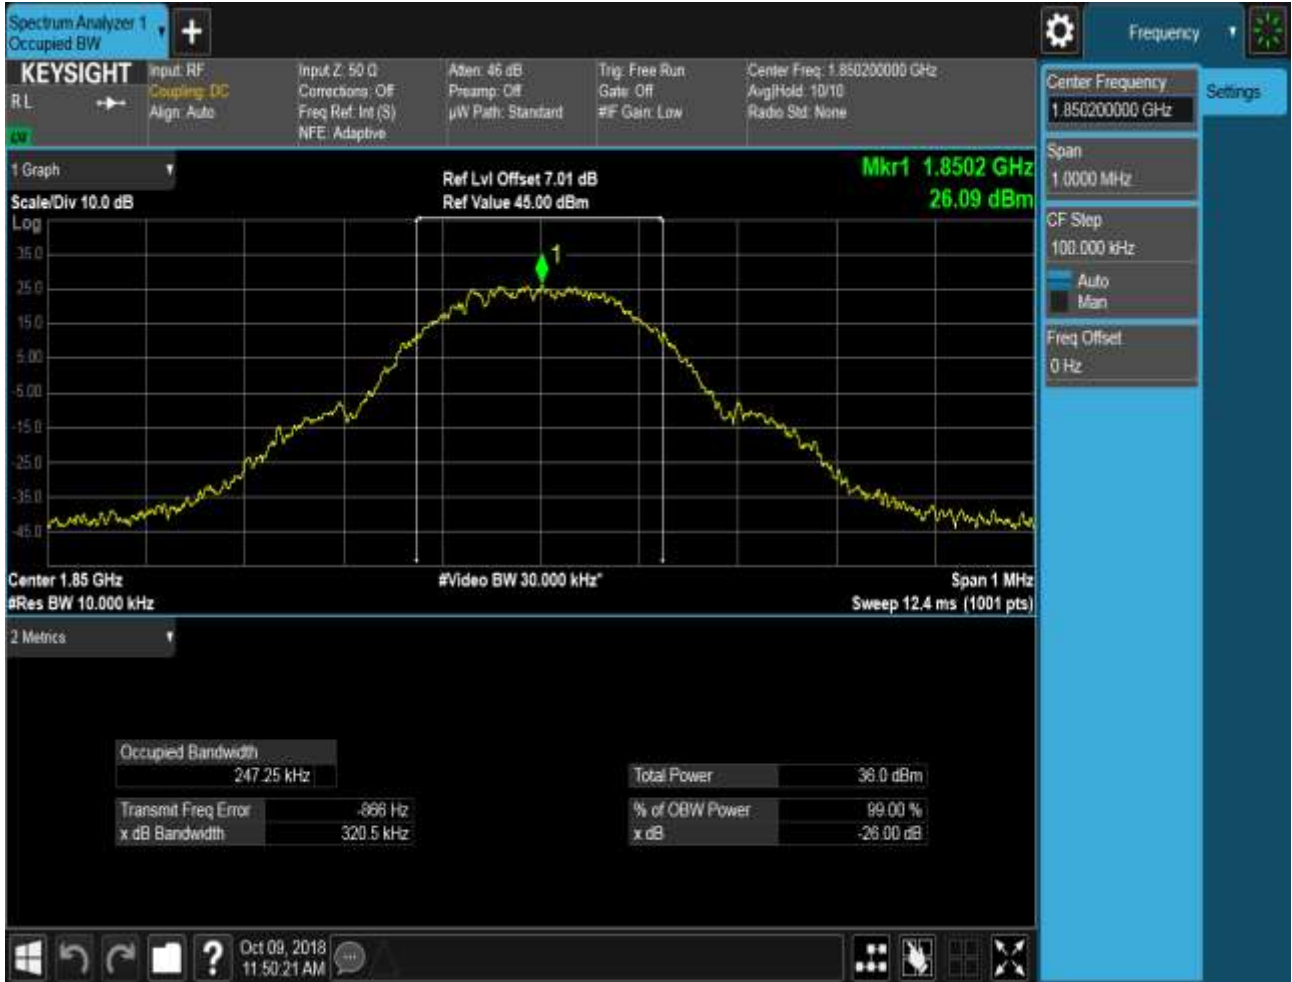 Spectrum Analyzer 1
Occupied BW
Frequency
KEYSIGHT
R L
LXI
Input: RF
Coupling: DC
Align: Auto
Input Z: 50 Ω
Corrections: Off
Freq Ref: Int (S)
NFE: Adaptive
Atten: 46 dB
Preamp: Off
µW Path: Standard
Trig: Free Run
Gate: Off
#IF Gain: Low
Center Freq: 1.850200000 GHz
Avg|Hold: 10/10
Radio Std: None
Center Frequency
1.850200000 GHz
Settings
Span
1.0000 MHz
CF Step
100.000 kHz
Auto
Man
Freq Offset
0 Hz
1 Graph
Scale/Div 10.0 dB
Log
Ref Lvl Offset 7.01 dB
Ref Value 45.00 dBm
Mkr1 1.8502 GHz
26.09 dBm
1
35.0
25.0
15.0
5.00
-5.00
-15.0
-25.0
-35.0
-45.0
Center 1.85 GHz
#Res BW 10.000 kHz
#Video BW 30.000 kHz*
Span 1 MHz
Sweep 12.4 ms (1001 pts)
2 Metrics
Occupied Bandwidth
247.25 kHz
Transmit Freq Error -866 Hz
x dB Bandwidth 320.5 kHz
Total Power 36.0 dBm
% of OBW Power 99.00 %
x dB -26.00 dB
?
Oct 09, 2018
11:50:21 AM